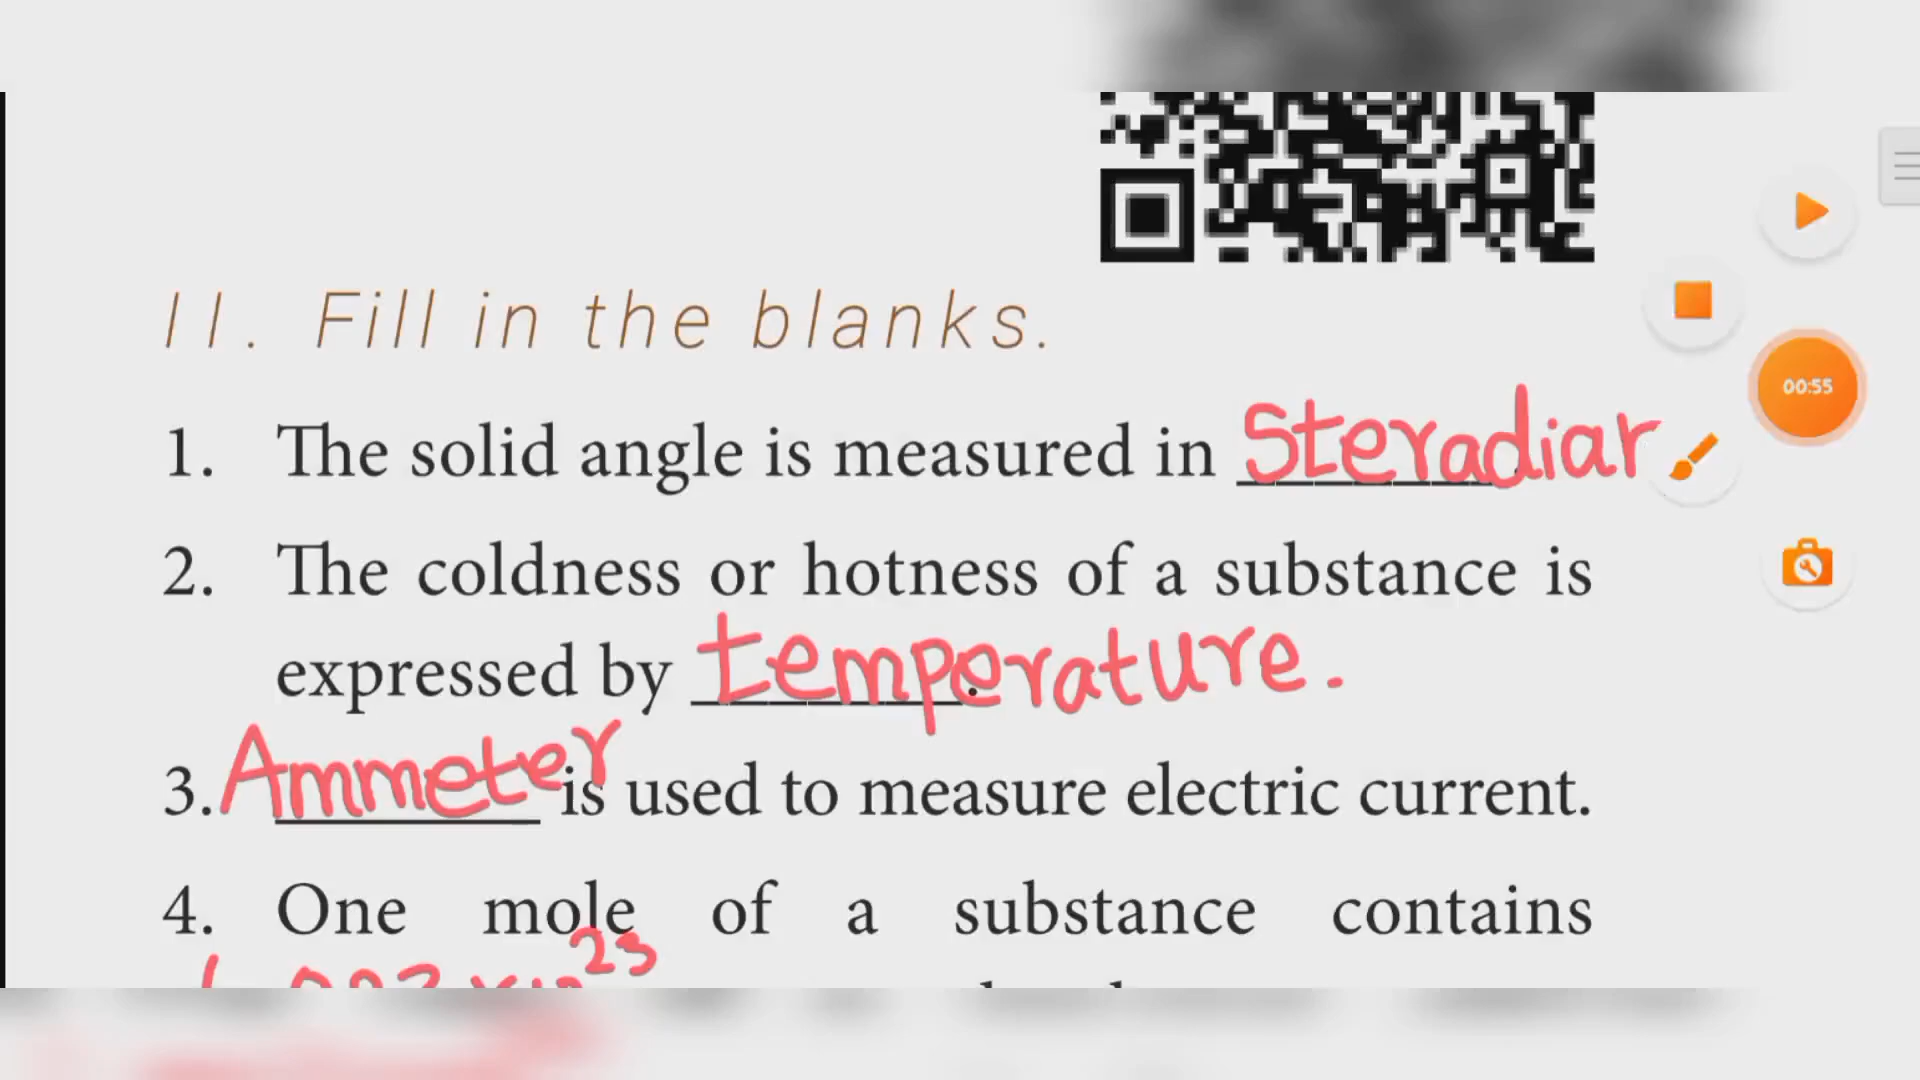 II. Fill in the blanks.
00:55
1. The solid angle is measured in Steradiar
2. The coldness or hotness of a substance is
expressed by temperature.
3. Ammeter is used to measure electric current.
4. One mole of a substance contains